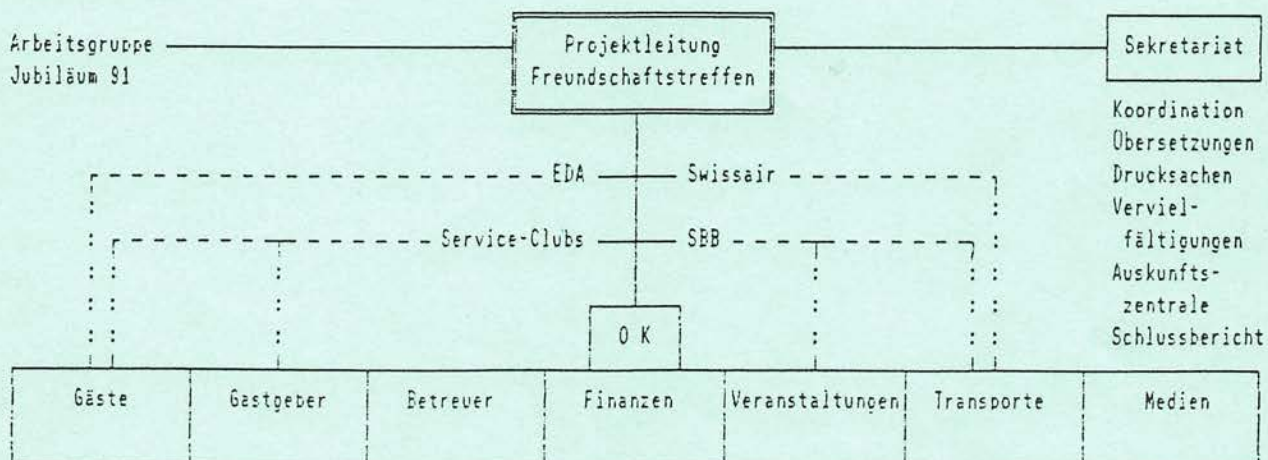 Arbeitsgruppe
Jubiläum 91
Projektleitung
Freundschaftstreffen
Sekretariat
Koordination
Übersetzungen
Drucksachen
Verviel-
fältigungen
Auskunfts-
zentrale
Schlussbericht
EDA Swissair
Service-Clubs SBB
O K
Gäste Gastgeber Betreuer Finanzen Veranstaltungen Transporte Medien